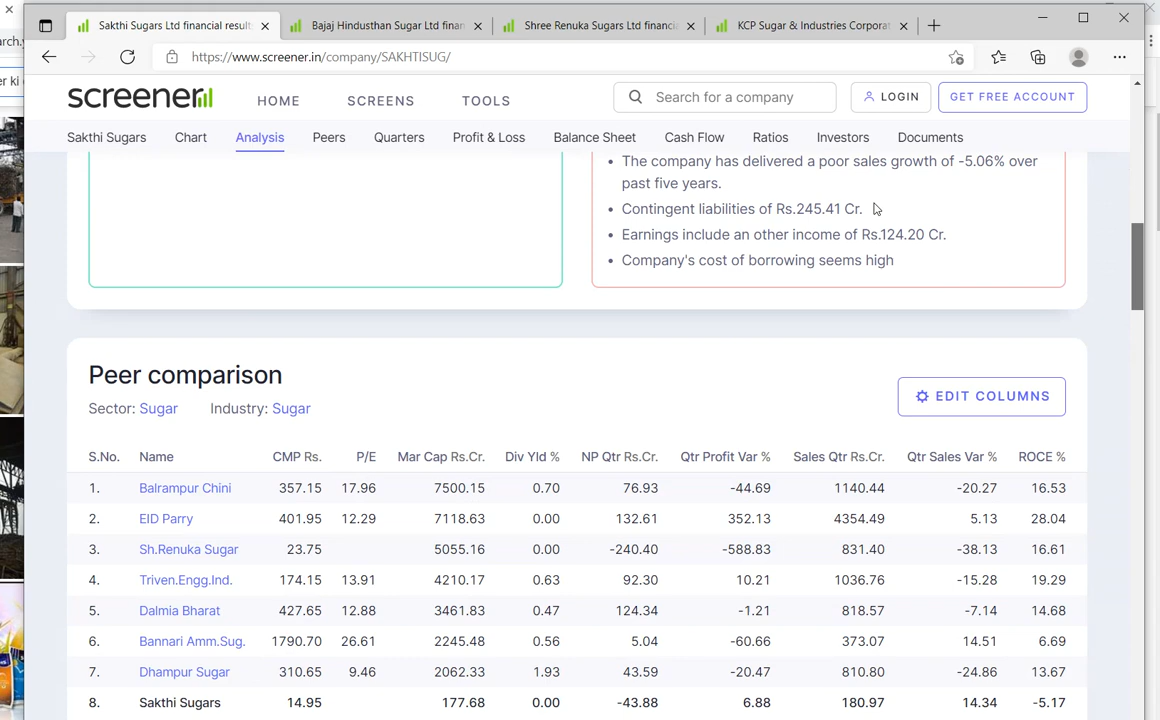 Sakthi Sugars Ltd financial result
Bajaj Hindusthan Sugar Ltd finan
Shree Renuka Sugars Ltd financia
KCP Sugar & Industries Corporat
arch.y
https://www.screener.in/company/SAKHTISUG/
er ki
screener
HOME
SCREENS
TOOLS
Search for a company
LOGIN
GET FREE ACCOUNT
Sakthi Sugars
Chart
Analysis
Peers
Quarters
Profit & Loss
Balance Sheet
Cash Flow
Ratios
Investors
Documents
• The company has delivered a poor sales growth of -5.06% over
past five years.
• Contingent liabilities of Rs.245.41 Cr.
• Earnings include an other income of Rs.124.20 Cr.
• Company's cost of borrowing seems high
Peer comparison
Sector: Sugar Industry: Sugar
EDIT COLUMNS
S.No. Name CMP Rs. P/E Mar Cap Rs.Cr. Div Yld % NP Qtr Rs.Cr. Qtr Profit Var % Sales Qtr Rs.Cr. Qtr Sales Var % ROCE %
1. Balrampur Chini 357.15 17.96 7500.15 0.70 76.93 -44.69 1140.44 -20.27 16.53
2. EID Parry 401.95 12.29 7118.63 0.00 132.61 352.13 4354.49 5.13 28.04
3. Sh.Renuka Sugar 23.75 5055.16 0.00 -240.40 -588.83 831.40 -38.13 16.61
4. Triven.Engg.Ind. 174.15 13.91 4210.17 0.63 92.30 10.21 1036.76 -15.28 19.29
5. Dalmia Bharat 427.65 12.88 3461.83 0.47 124.34 -1.21 818.57 -7.14 14.68
6. Bannari Amm.Sug. 1790.70 26.61 2245.48 0.56 5.04 -60.66 373.07 14.51 6.69
7. Dhampur Sugar 310.65 9.46 2062.33 1.93 43.59 -20.47 810.80 -24.86 13.67
8. Sakthi Sugars 14.95 177.68 0.00 -43.88 6.88 180.97 14.34 -5.17